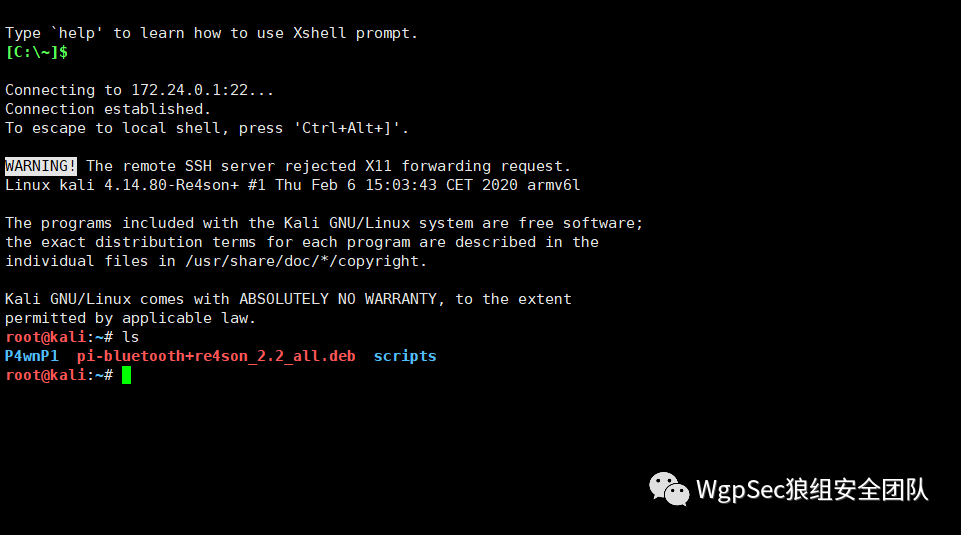 Type `help' to learn how to use Xshell prompt.
[C:\~]$
Connecting to 172.24.0.1:22...
Connection established.
To escape to local shell, press 'Ctrl+Alt+]'.
WARNING! The remote SSH server rejected X11 forwarding request.
Linux kali 4.14.80-Re4son+ #1 Thu Feb 6 15:03:43 CET 2020 armv6l
The programs included with the Kali GNU/Linux system are free software;
the exact distribution terms for each program are described in the
individual files in /usr/share/doc/*/copyright.
Kali GNU/Linux comes with ABSOLUTELY NO WARRANTY, to the extent
permitted by applicable law.
root@kali:~# ls
P4wnP1  pi-bluetooth+re4son_2.2_all.deb  scripts
root@kali:~#
WgpSec狼组安全团队